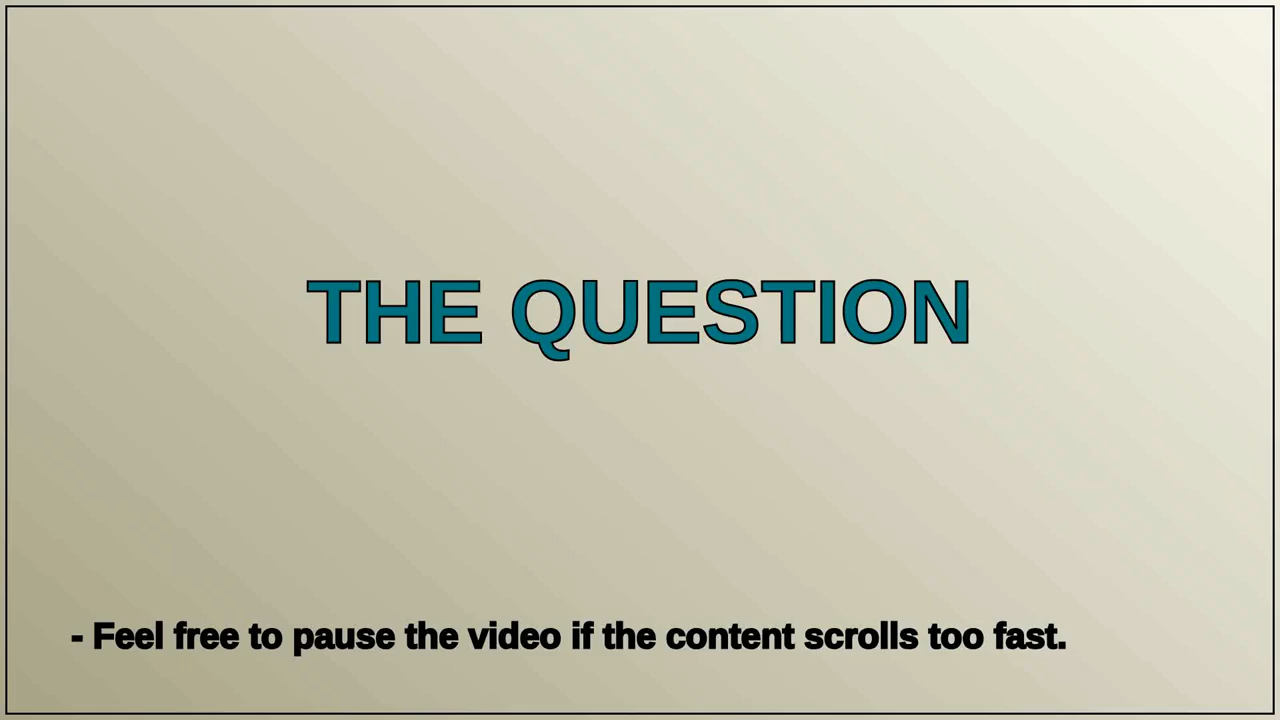 THE QUESTION
- Feel free to pause the video if the content scrolls too fast.